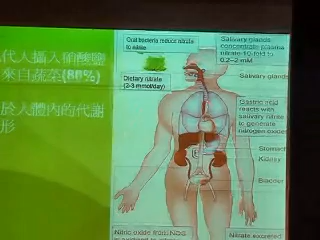 代人攝入硝酸鹽
來自蔬菜(80%)
於人體內的代謝
形
Oral bacteria reduce nitrate
to nitrite
Salivary glands
concentrate plasma
nitrate 10-fold to
0.2–2 mM
Dietary nitrate
(2-3 mmol/day)
Salivary glands
Gastric acid
reacts with
salivary nitrate
to generate
nitrogen oxides
Stomach
Kidney
Bladder
Nitric oxide from NOS
Nitrate excreted